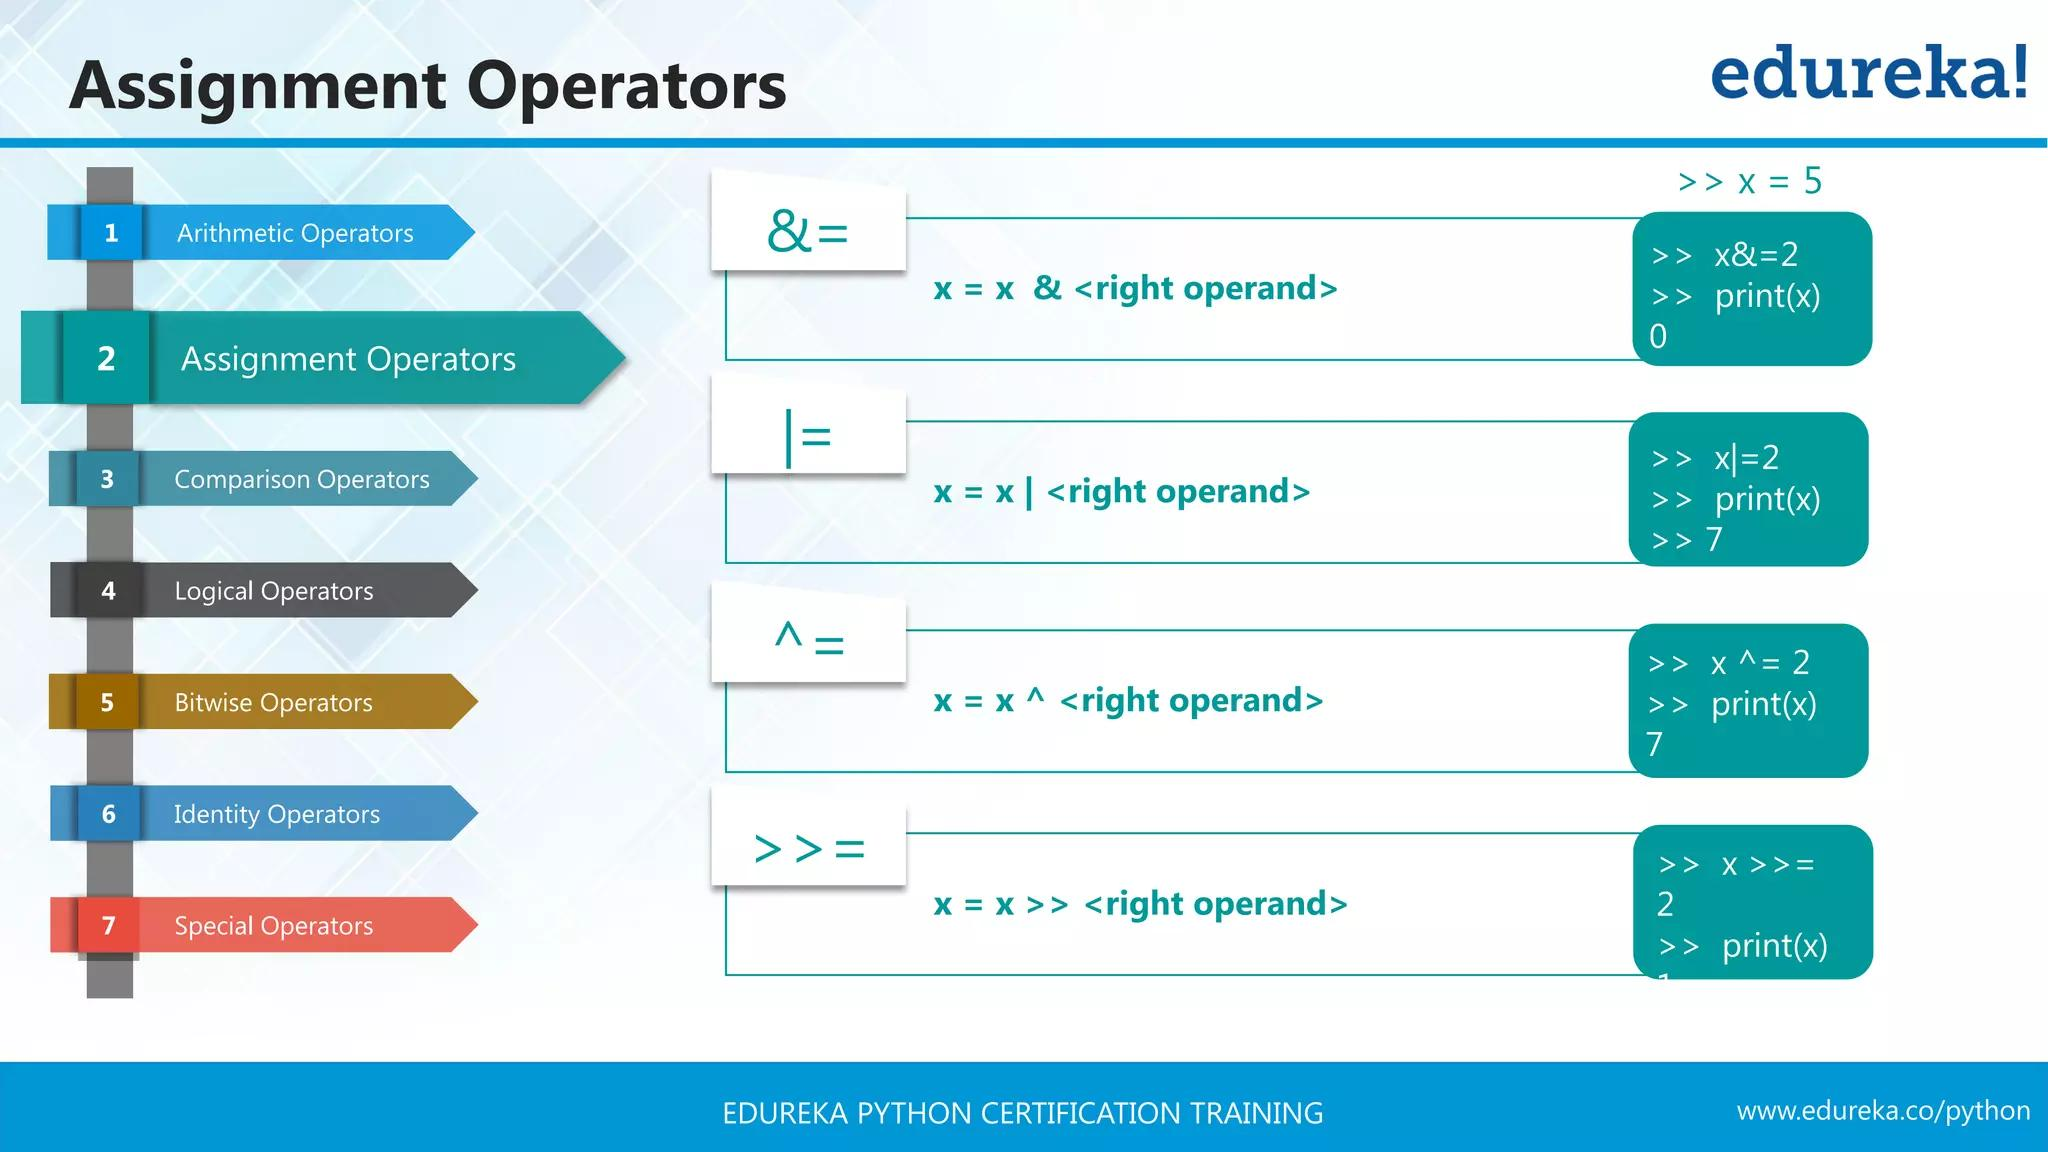 Assignment Operators
edureka!
1 Arithmetic Operators
2 Assignment Operators
3 Comparison Operators
4 Logical Operators
5 Bitwise Operators
6 Identity Operators
7 Special Operators
>> x = 5
&=
x = x & <right operand>
>> x&=2
>> print(x)
0
|=
x = x | <right operand>
>> x|=2
>> print(x)
>> 7
^=
x = x ^ <right operand>
>> x ^= 2
>> print(x)
7
>>=
x = x >> <right operand>
>> x >>=
2
>> print(x)
1
EDUREKA PYTHON CERTIFICATION TRAINING
www.edureka.co/python